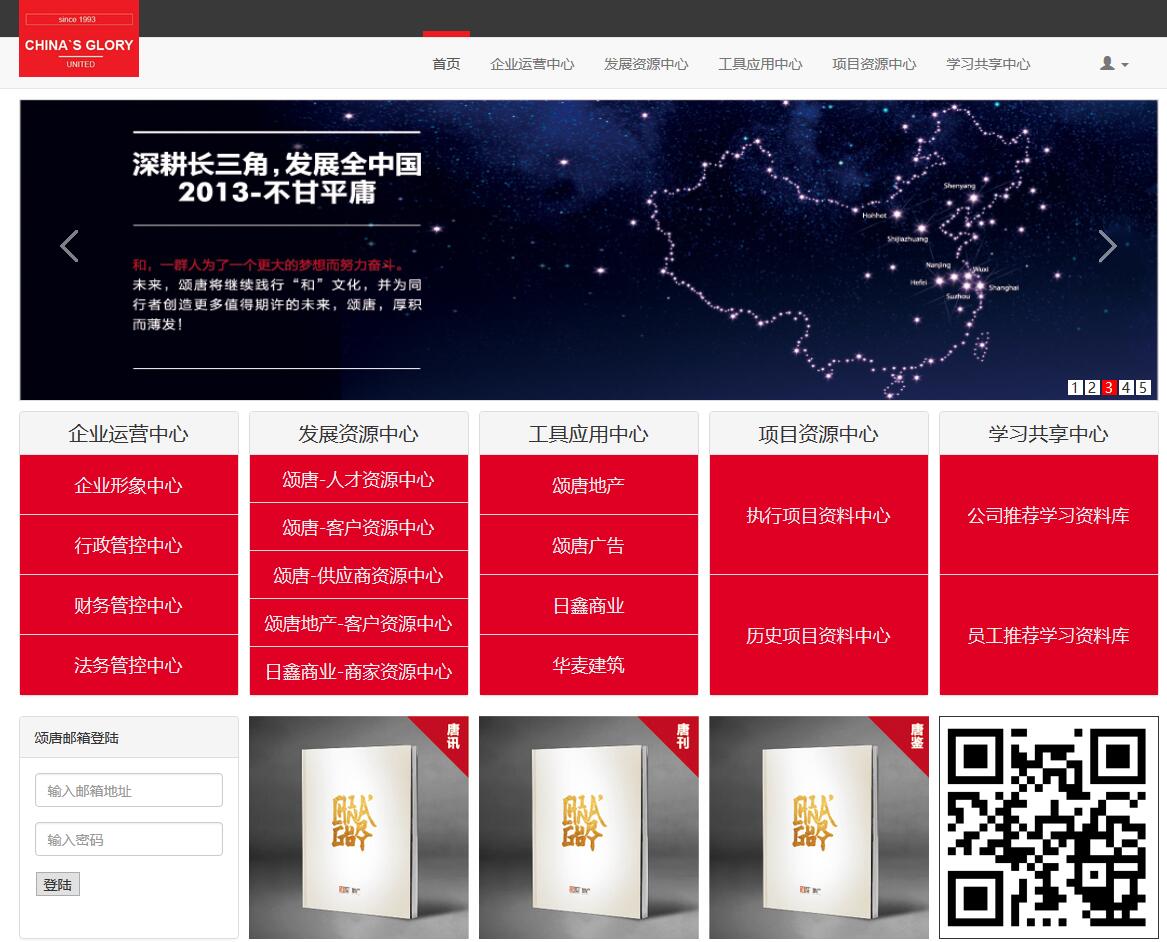 since 1993
CHINA`S GLORY
UNITED
首页
企业运营中心
发展资源中心
工具应用中心
项目资源中心
学习共享中心
深耕长三角,发展全中国
2013-不甘平庸
和，一群人为了一个更大的梦想而努力奋斗。
未来，颂唐将继续践行“和”文化，并为同
行者创造更多值得期许的未来，颂唐，厚积
而薄发！
Shenyang
Hohhot
Shijiazhuang
Nanjing
Wuxi
Hefei
Shanghai
Suzhou
1 2 3 4 5
企业运营中心
企业形象中心
行政管控中心
财务管控中心
法务管控中心
发展资源中心
颂唐-人才资源中心
颂唐-客户资源中心
颂唐-供应商资源中心
颂唐地产-客户资源中心
日鑫商业-商家资源中心
工具应用中心
颂唐地产
颂唐广告
日鑫商业
华麦建筑
项目资源中心
执行项目资料中心
历史项目资料中心
学习共享中心
公司推荐学习资料库
员工推荐学习资料库
颂唐邮箱登陆
输入邮箱地址
输入密码
登陆
唐讯
唐刊
唐鉴